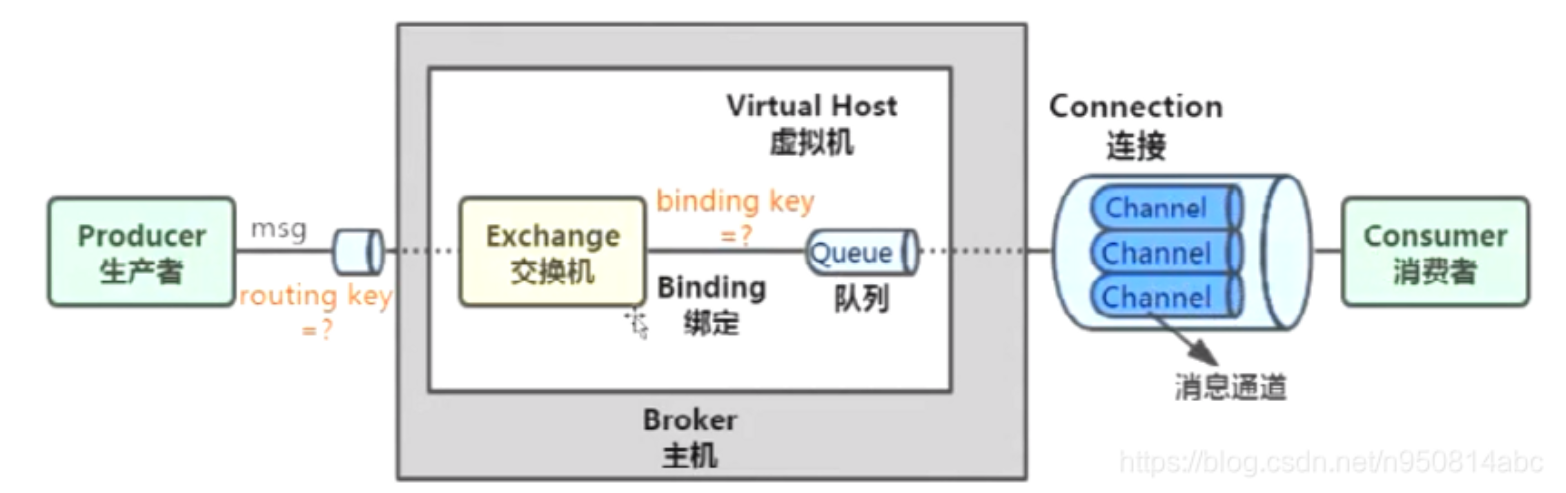 Virtual Host
虚拟机
Connection
连接
Producer
生产者
msg
routing key
=?
Exchange
交换机
binding key
=?
Binding
绑定
Queue
队列
Channel
Channel
Channel
消息通道
Consumer
消费者
Broker
主机
https://blog.csdn.net/n950814abc